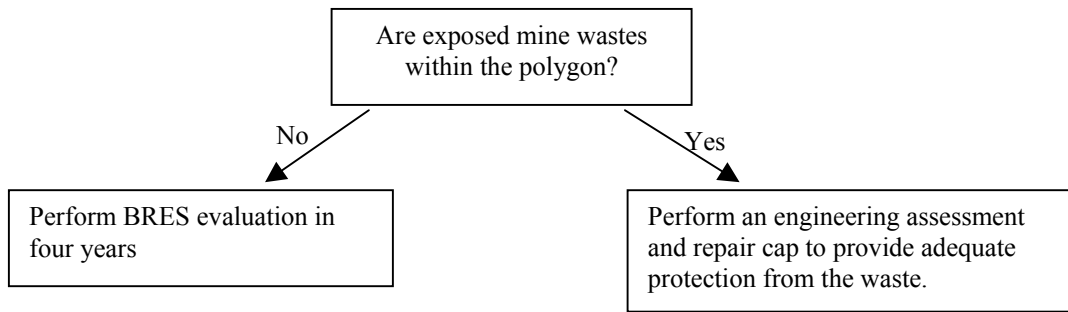 Are exposed mine wastes
within the polygon?
No
Yes
Perform BRES evaluation in
four years
Perform an engineering assessment
and repair cap to provide adequate
protection from the waste.